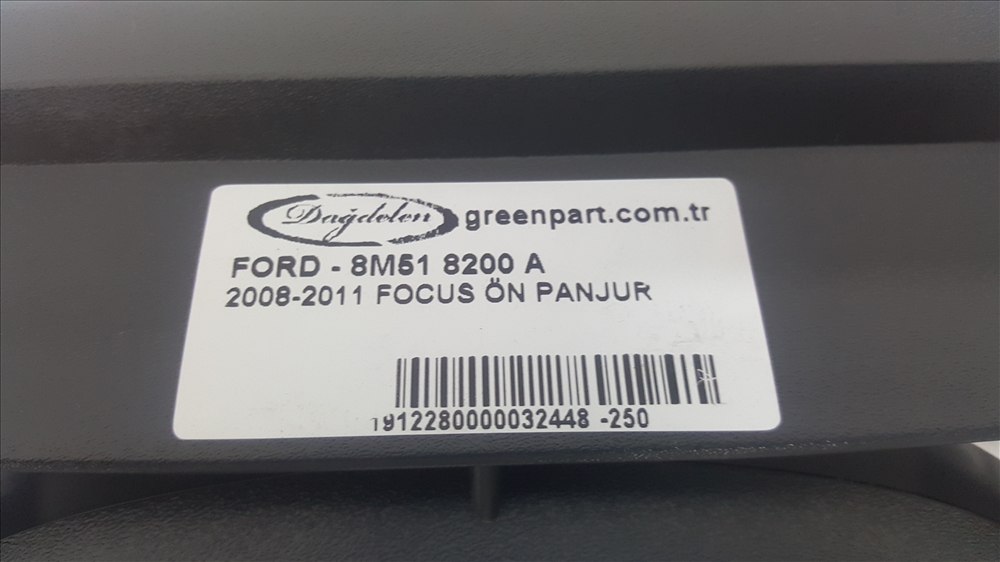 Dağdelen greenpart.com.tr
FORD - 8M51 8200 A
2008-2011 FOCUS ÖN PANJUR
1912280000032448 -250